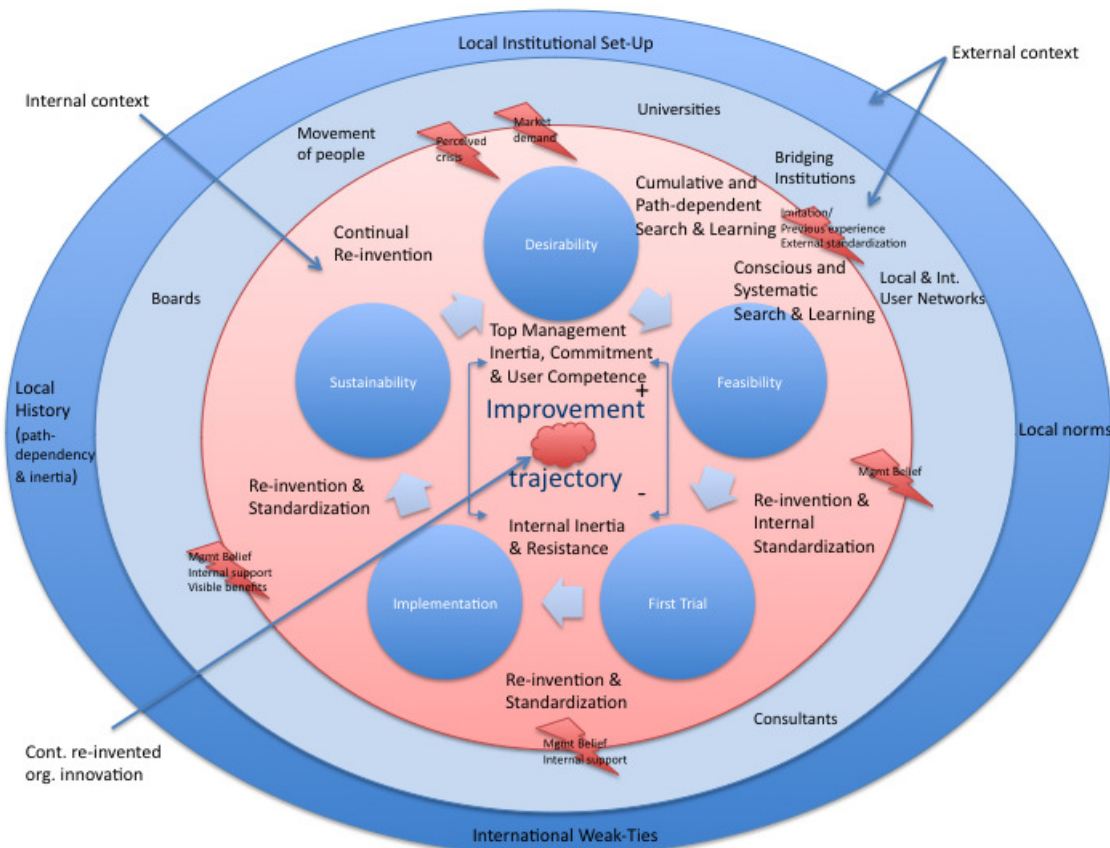 Local Institutional Set-Up
External context
Internal context
Universities
Movement
of people
Market
demand
Perceived
crisis
Bridging
Institutions
Cumulative and
Path-dependent
Search & Learning
Imitation/
Previous experience
External standardization
Continual
Re-invention
Desirability
Conscious and
Systematic
Search & Learning
Local & Int.
User Networks
Boards
Top Management
Inertia, Commitment
& User Competence
Sustainability
Feasibility
+
Improvement
trajectory
-
Local
History
(path-
dependency
& inertia)
Local norms
Mgmt Belief
Re-invention &
Standardization
Re-invention &
Internal
Standardization
Internal Inertia
& Resistance
Mgmt Belief
Internal support
Visible benefits
Implementation
First Trial
Re-invention &
Standardization
Consultants
Mgmt Belief
Internal support
Cont. re-invented
org. innovation
International Weak-Ties